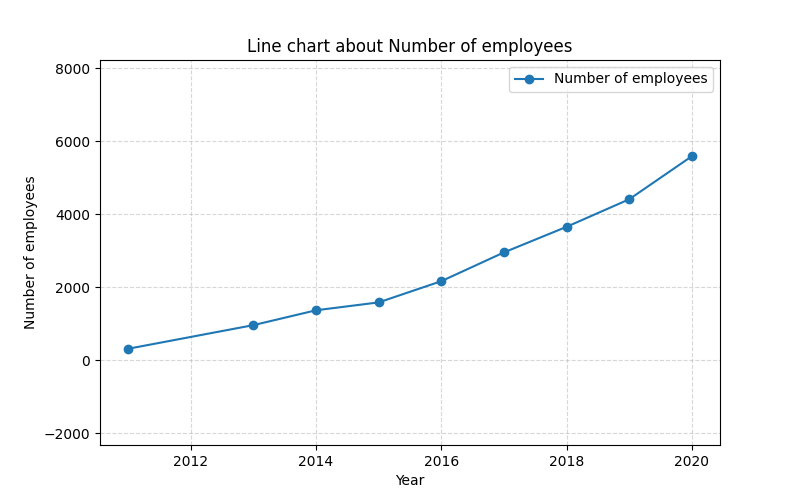 Line chart about Number of employees
Number of employees
8000
6000
4000
2000
0
−2000
Number of employees
2012
2014
2016
2018
2020
Year